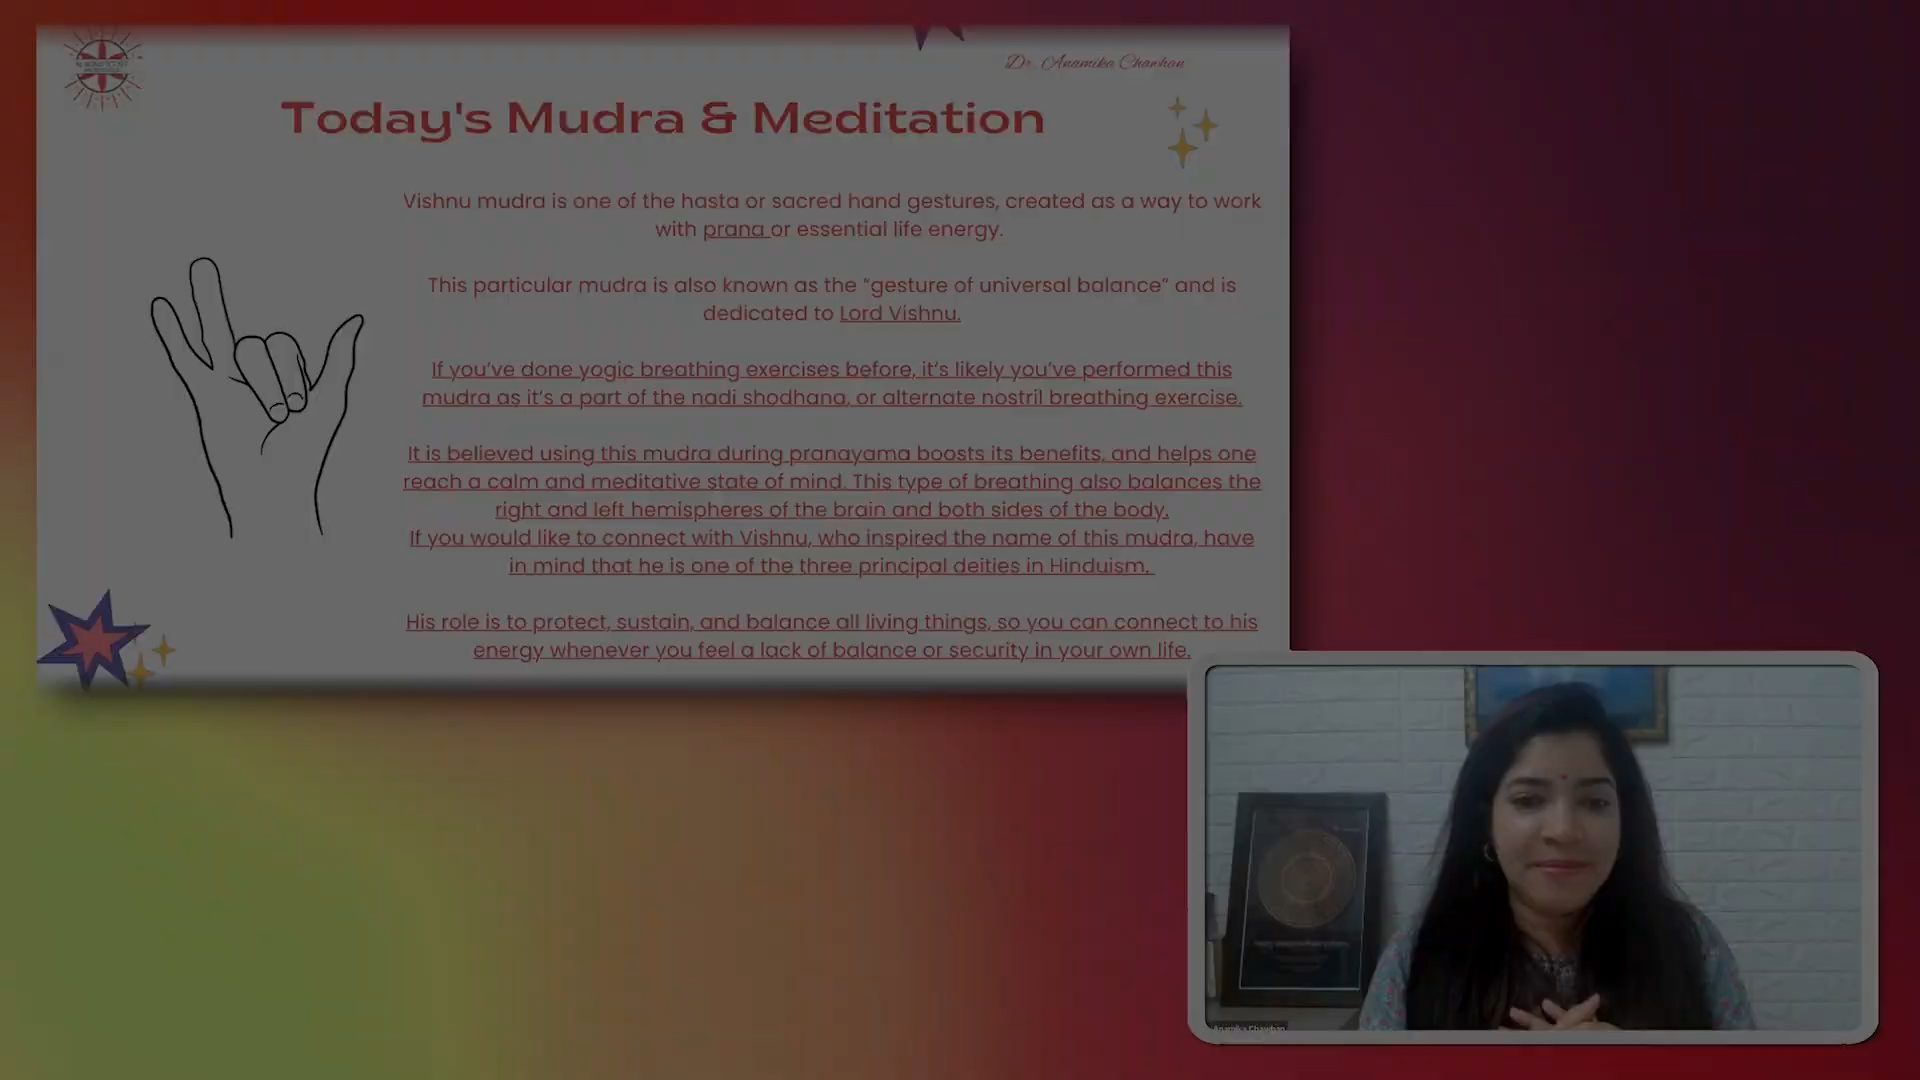 Dr. Anamika Chawhan
Today's Mudra & Meditation
Vishnu mudra is one of the hasta or sacred hand gestures, created as a way to work
with prana or essential life energy.
This particular mudra is also known as the “gesture of universal balance” and is
dedicated to Lord Vishnu.
If you’ve done yogic breathing exercises before, it’s likely you’ve performed this
mudra as it’s a part of the nadi shodhana, or alternate nostril breathing exercise.
It is believed using this mudra during pranayama boosts its benefits, and helps one
reach a calm and meditative state of mind. This type of breathing also balances the
right and left hemispheres of the brain and both sides of the body.
If you would like to connect with Vishnu, who inspired the name of this mudra, have
in mind that he is one of the three principal deities in Hinduism.
His role is to protect, sustain, and balance all living things, so you can connect to his
energy whenever you feel a lack of balance or security in your own life.
Anamika Chawhan